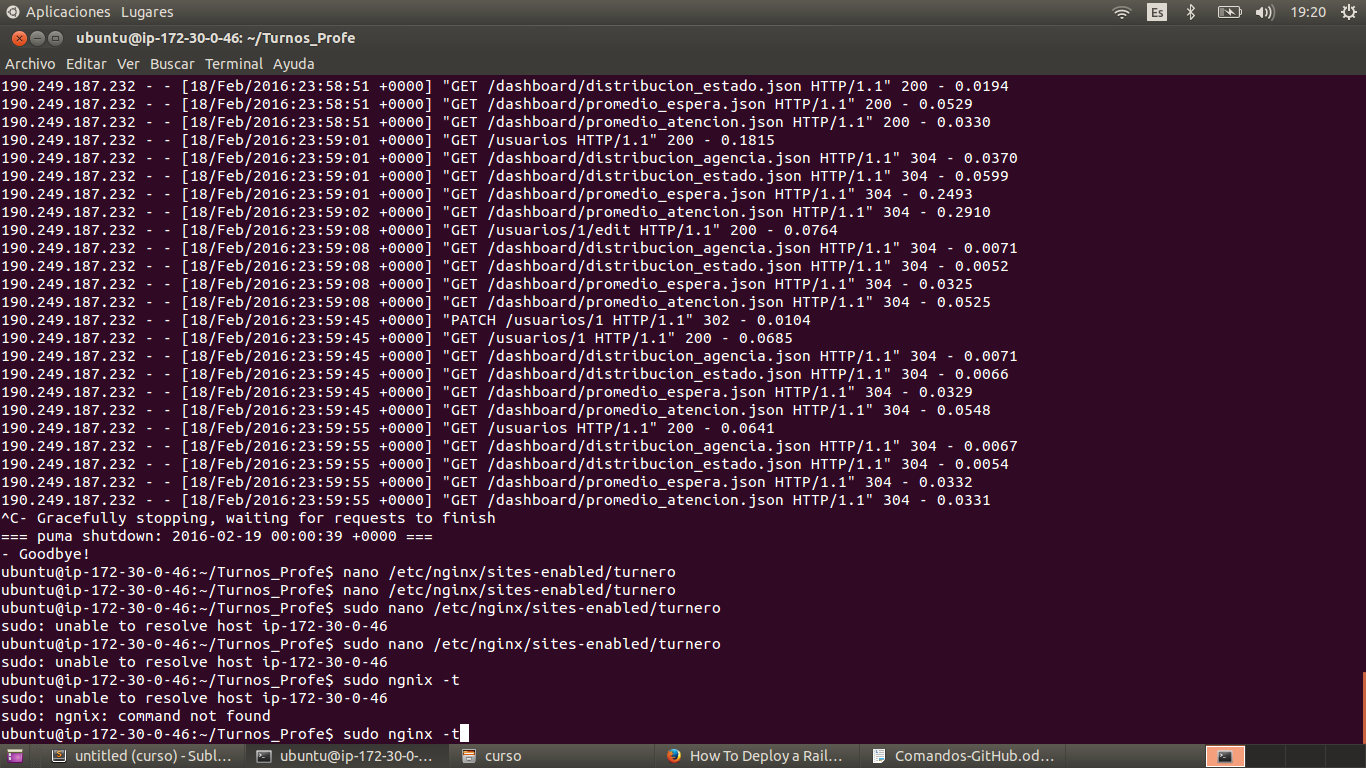 Aplicaciones Lugares Es 19:20
ubuntu@ip-172-30-0-46: ~/Turnos_Profe
Archivo Editar Ver Buscar Terminal Ayuda
190.249.187.232 - - [18/Feb/2016:23:58:51 +0000] "GET /dashboard/distribucion_estado.json HTTP/1.1" 200 - 0.0194
190.249.187.232 - - [18/Feb/2016:23:58:51 +0000] "GET /dashboard/promedio_espera.json HTTP/1.1" 200 - 0.0529
190.249.187.232 - - [18/Feb/2016:23:58:51 +0000] "GET /dashboard/promedio_atencion.json HTTP/1.1" 200 - 0.0330
190.249.187.232 - - [18/Feb/2016:23:59:01 +0000] "GET /usuarios HTTP/1.1" 200 - 0.1815
190.249.187.232 - - [18/Feb/2016:23:59:01 +0000] "GET /dashboard/distribucion_agencia.json HTTP/1.1" 304 - 0.0370
190.249.187.232 - - [18/Feb/2016:23:59:01 +0000] "GET /dashboard/distribucion_estado.json HTTP/1.1" 304 - 0.0599
190.249.187.232 - - [18/Feb/2016:23:59:01 +0000] "GET /dashboard/promedio_espera.json HTTP/1.1" 304 - 0.2493
190.249.187.232 - - [18/Feb/2016:23:59:02 +0000] "GET /dashboard/promedio_atencion.json HTTP/1.1" 304 - 0.2910
190.249.187.232 - - [18/Feb/2016:23:59:08 +0000] "GET /usuarios/1/edit HTTP/1.1" 200 - 0.0764
190.249.187.232 - - [18/Feb/2016:23:59:08 +0000] "GET /dashboard/distribucion_agencia.json HTTP/1.1" 304 - 0.0071
190.249.187.232 - - [18/Feb/2016:23:59:08 +0000] "GET /dashboard/distribucion_estado.json HTTP/1.1" 304 - 0.0052
190.249.187.232 - - [18/Feb/2016:23:59:08 +0000] "GET /dashboard/promedio_espera.json HTTP/1.1" 304 - 0.0325
190.249.187.232 - - [18/Feb/2016:23:59:08 +0000] "GET /dashboard/promedio_atencion.json HTTP/1.1" 304 - 0.0525
190.249.187.232 - - [18/Feb/2016:23:59:45 +0000] "PATCH /usuarios/1 HTTP/1.1" 302 - 0.0104
190.249.187.232 - - [18/Feb/2016:23:59:45 +0000] "GET /usuarios/1 HTTP/1.1" 200 - 0.0685
190.249.187.232 - - [18/Feb/2016:23:59:45 +0000] "GET /dashboard/distribucion_agencia.json HTTP/1.1" 304 - 0.0071
190.249.187.232 - - [18/Feb/2016:23:59:45 +0000] "GET /dashboard/distribucion_estado.json HTTP/1.1" 304 - 0.0066
190.249.187.232 - - [18/Feb/2016:23:59:45 +0000] "GET /dashboard/promedio_espera.json HTTP/1.1" 304 - 0.0329
190.249.187.232 - - [18/Feb/2016:23:59:45 +0000] "GET /dashboard/promedio_atencion.json HTTP/1.1" 304 - 0.0548
190.249.187.232 - - [18/Feb/2016:23:59:55 +0000] "GET /usuarios HTTP/1.1" 200 - 0.0641
190.249.187.232 - - [18/Feb/2016:23:59:55 +0000] "GET /dashboard/distribucion_agencia.json HTTP/1.1" 304 - 0.0067
190.249.187.232 - - [18/Feb/2016:23:59:55 +0000] "GET /dashboard/distribucion_estado.json HTTP/1.1" 304 - 0.0054
190.249.187.232 - - [18/Feb/2016:23:59:55 +0000] "GET /dashboard/promedio_espera.json HTTP/1.1" 304 - 0.0332
190.249.187.232 - - [18/Feb/2016:23:59:55 +0000] "GET /dashboard/promedio_atencion.json HTTP/1.1" 304 - 0.0331
^C- Gracefully stopping, waiting for requests to finish
=== puma shutdown: 2016-02-19 00:00:39 +0000 ===
- Goodbye!
ubuntu@ip-172-30-0-46:~/Turnos_Profe$ nano /etc/nginx/sites-enabled/turnero
ubuntu@ip-172-30-0-46:~/Turnos_Profe$ nano /etc/nginx/sites-enabled/turnero
ubuntu@ip-172-30-0-46:~/Turnos_Profe$ sudo nano /etc/nginx/sites-enabled/turnero
sudo: unable to resolve host ip-172-30-0-46
ubuntu@ip-172-30-0-46:~/Turnos_Profe$ sudo nano /etc/nginx/sites-enabled/turnero
sudo: unable to resolve host ip-172-30-0-46
ubuntu@ip-172-30-0-46:~/Turnos_Profe$ sudo ngnix -t
sudo: unable to resolve host ip-172-30-0-46
sudo: ngnix: command not found
ubuntu@ip-172-30-0-46:~/Turnos_Profe$ sudo nginx -t
untitled (curso) - Subl... ubuntu@ip-172-30-0-... curso How To Deploy a Rail... Comandos-GitHub.od...